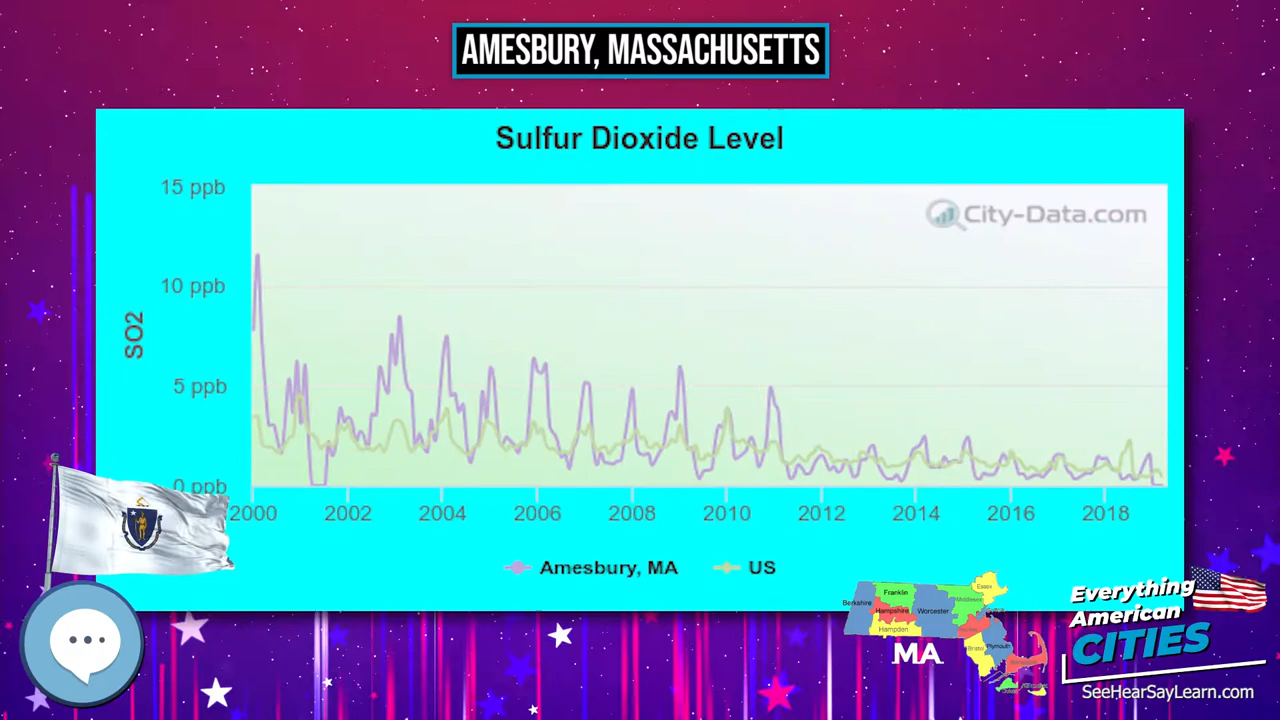 AMESBURY, MASSACHUSETTS
Sulfur Dioxide Level
15 ppb
10 ppb
5 ppb
0 ppb
SO2
City-Data.com
2000 2002 2004 2006 2008 2010 2012 2014 2016 2018
Amesbury, MA US
Berkshire
Franklin
Hampshire
Hampden
Worcester
Middlesex
Essex
Bristol
Plymouth
MA
Everything
American
CITIES
SeeHearSayLearn.com